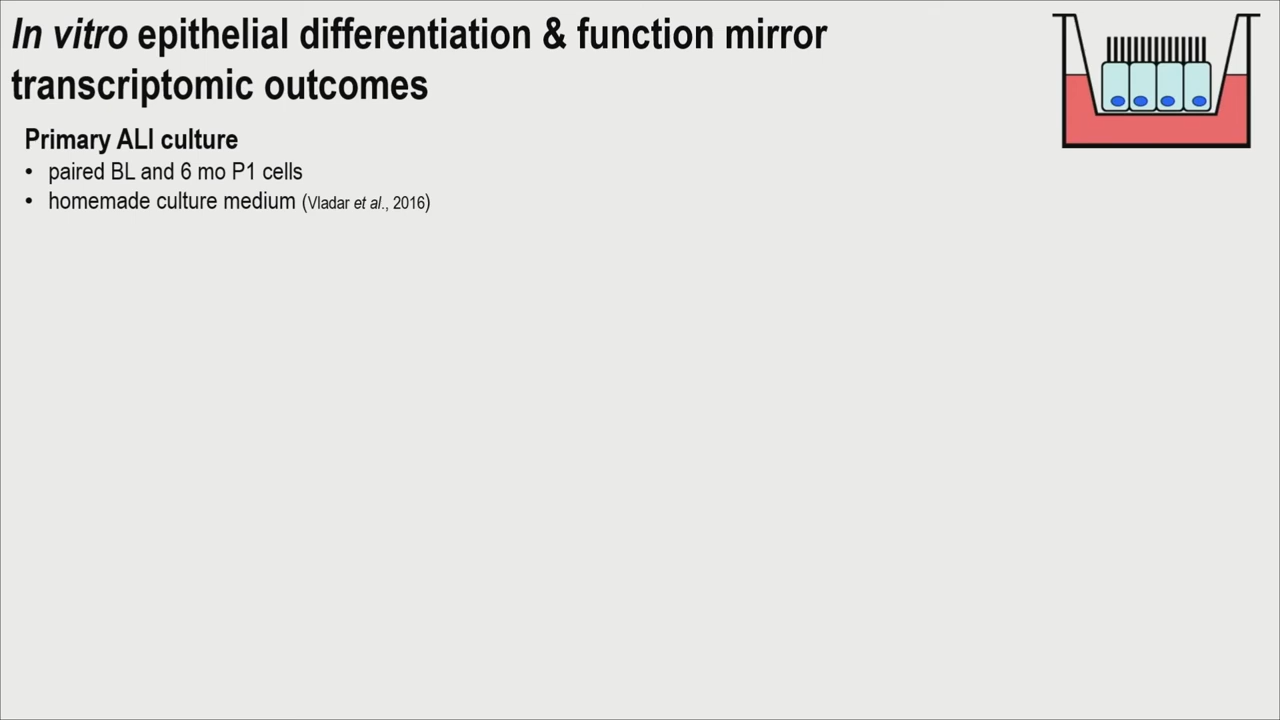 In vitro epithelial differentiation & function mirror
transcriptomic outcomes
Primary ALI culture
• paired BL and 6 mo P1 cells
• homemade culture medium (Vladar et al., 2016)